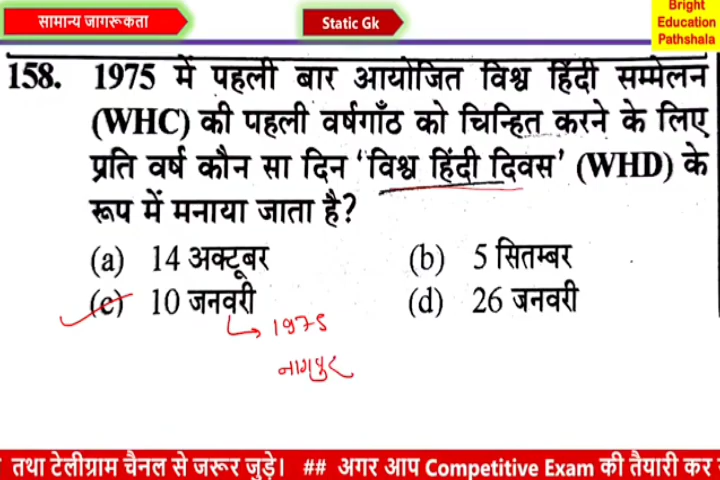 सामान्य जागरूकता
Static Gk
Bright
Education
Pathshala
158. 1975 में पहली बार आयोजित विश्व हिंदी सम्मेलन
(WHC) की पहली वर्षगाँठ को चिन्हित करने के लिए
प्रति वर्ष कौन सा दिन 'विश्व हिंदी दिवस' (WHD) के
रूप में मनाया जाता है?
(a) 14 अक्टूबर (b) 5 सितम्बर
(c) 10 जनवरी (d) 26 जनवरी
1975
नागपुर
तथा टेलीग्राम चैनल से जरूर जुड़े। ## अगर आप Competitive Exam की तैयारी कर